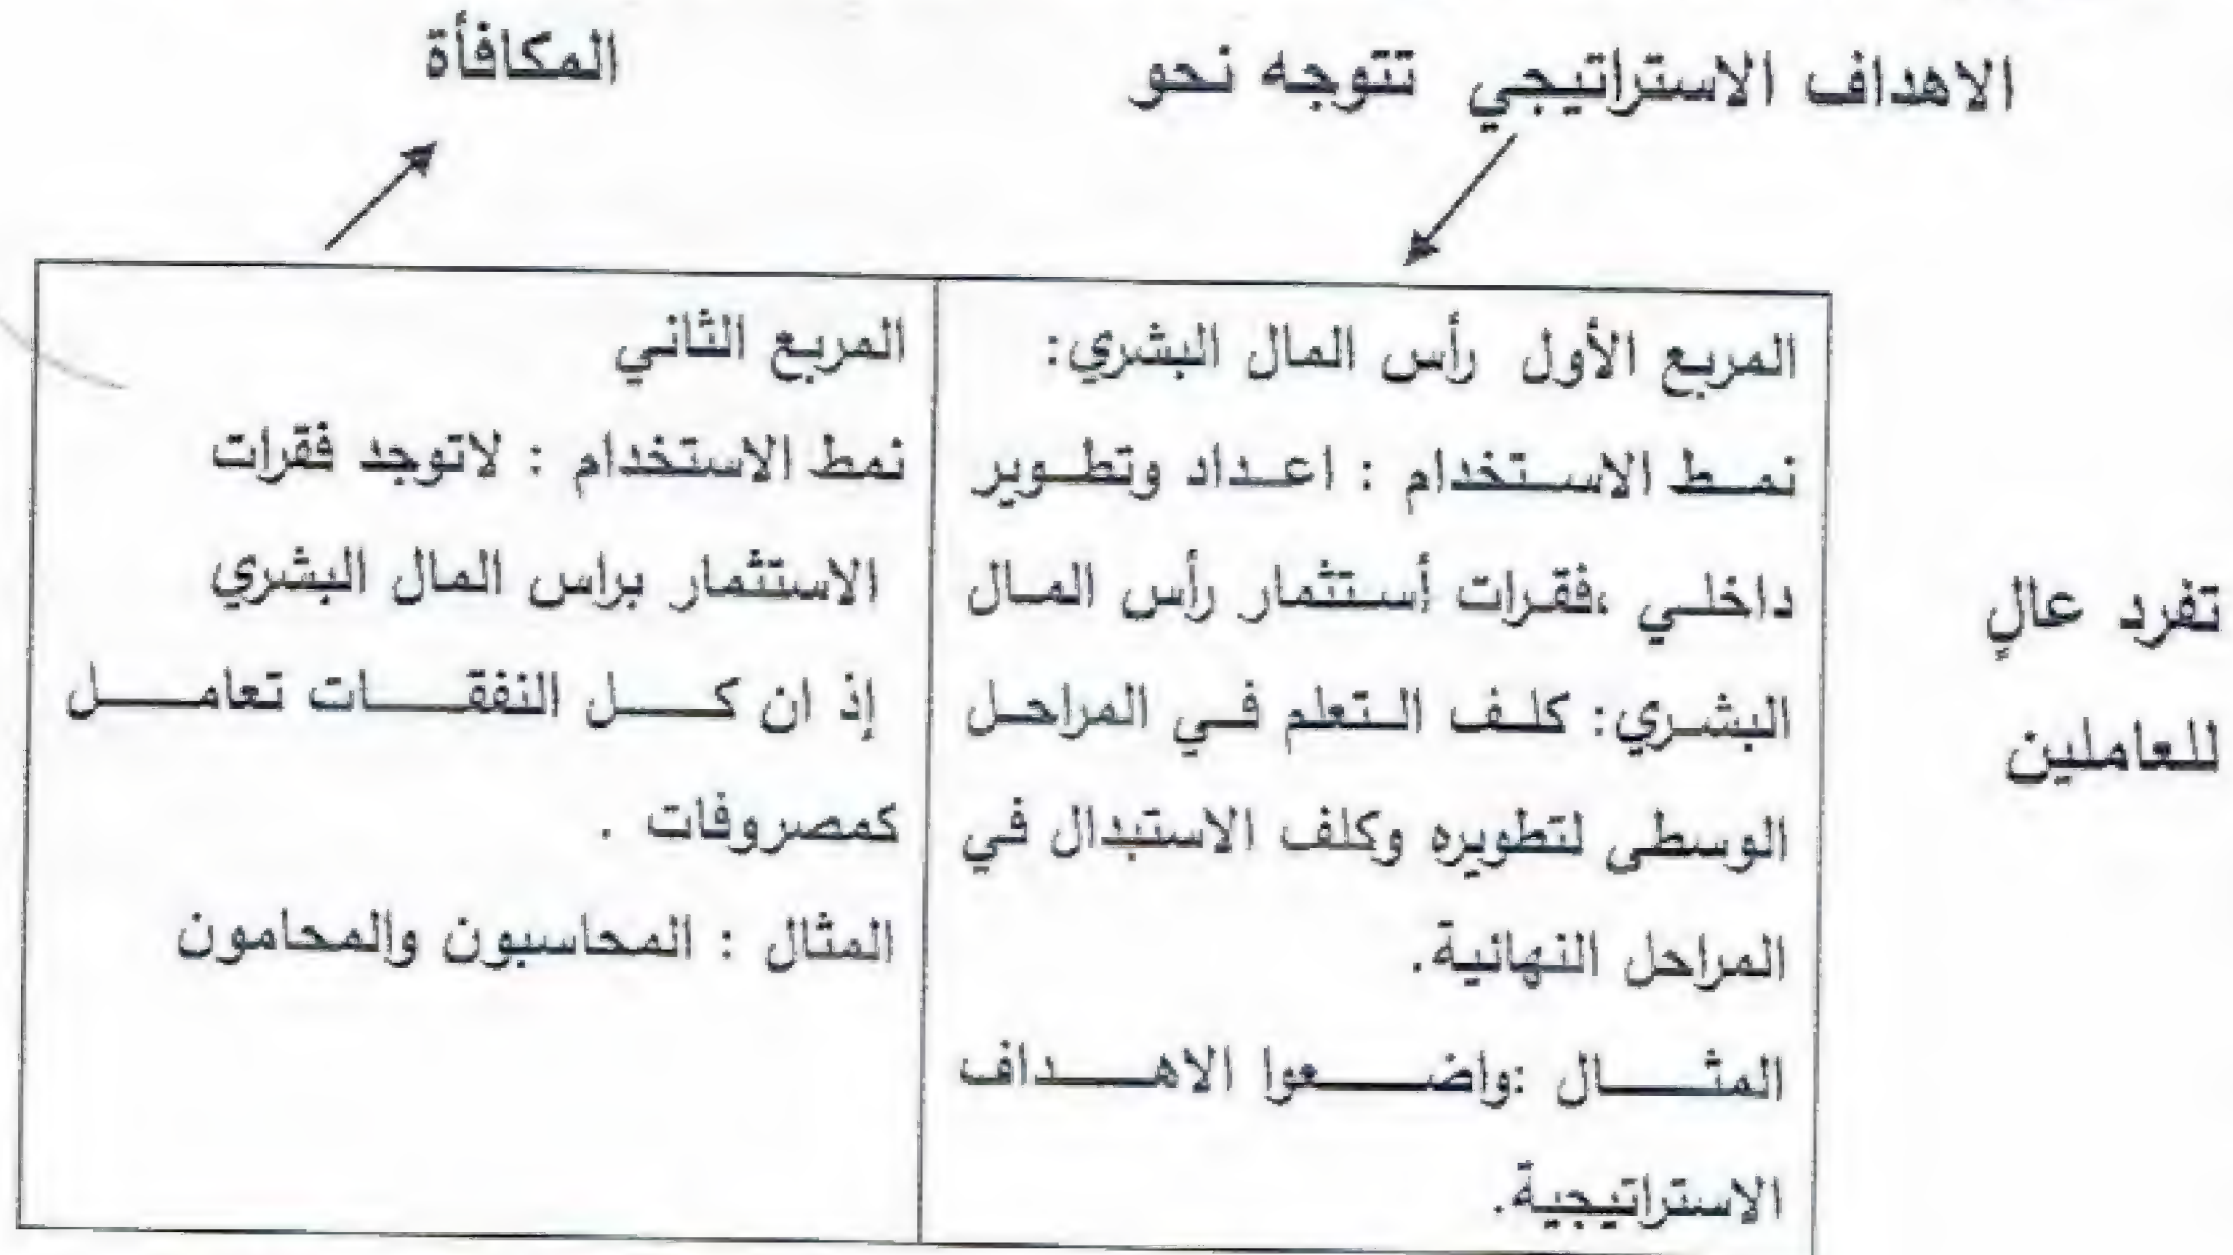 الاهداف الاستراتيجي تتوجه نحو
المكافأة
المربع الأول رأس المال البشري:
نمط الاستخدام : اعداد وتطوير
داخلي ،فقرات أستثمار رأس المال
البشري: كلف التعلم في المراحل
الوسطى لتطويره وكلف الاستبدال في
المراحل النهائية.
المثال :واضعوا الاهداف
الاستراتيجية.
المربع الثاني
نمط الاستخدام : لاتوجد فقرات
الاستثمار براس المال البشري
إذ ان كل النفقات تعامل
كمصروفات .
المثال : المحاسبون والمحامون
تفرد عالٍ
للعاملين